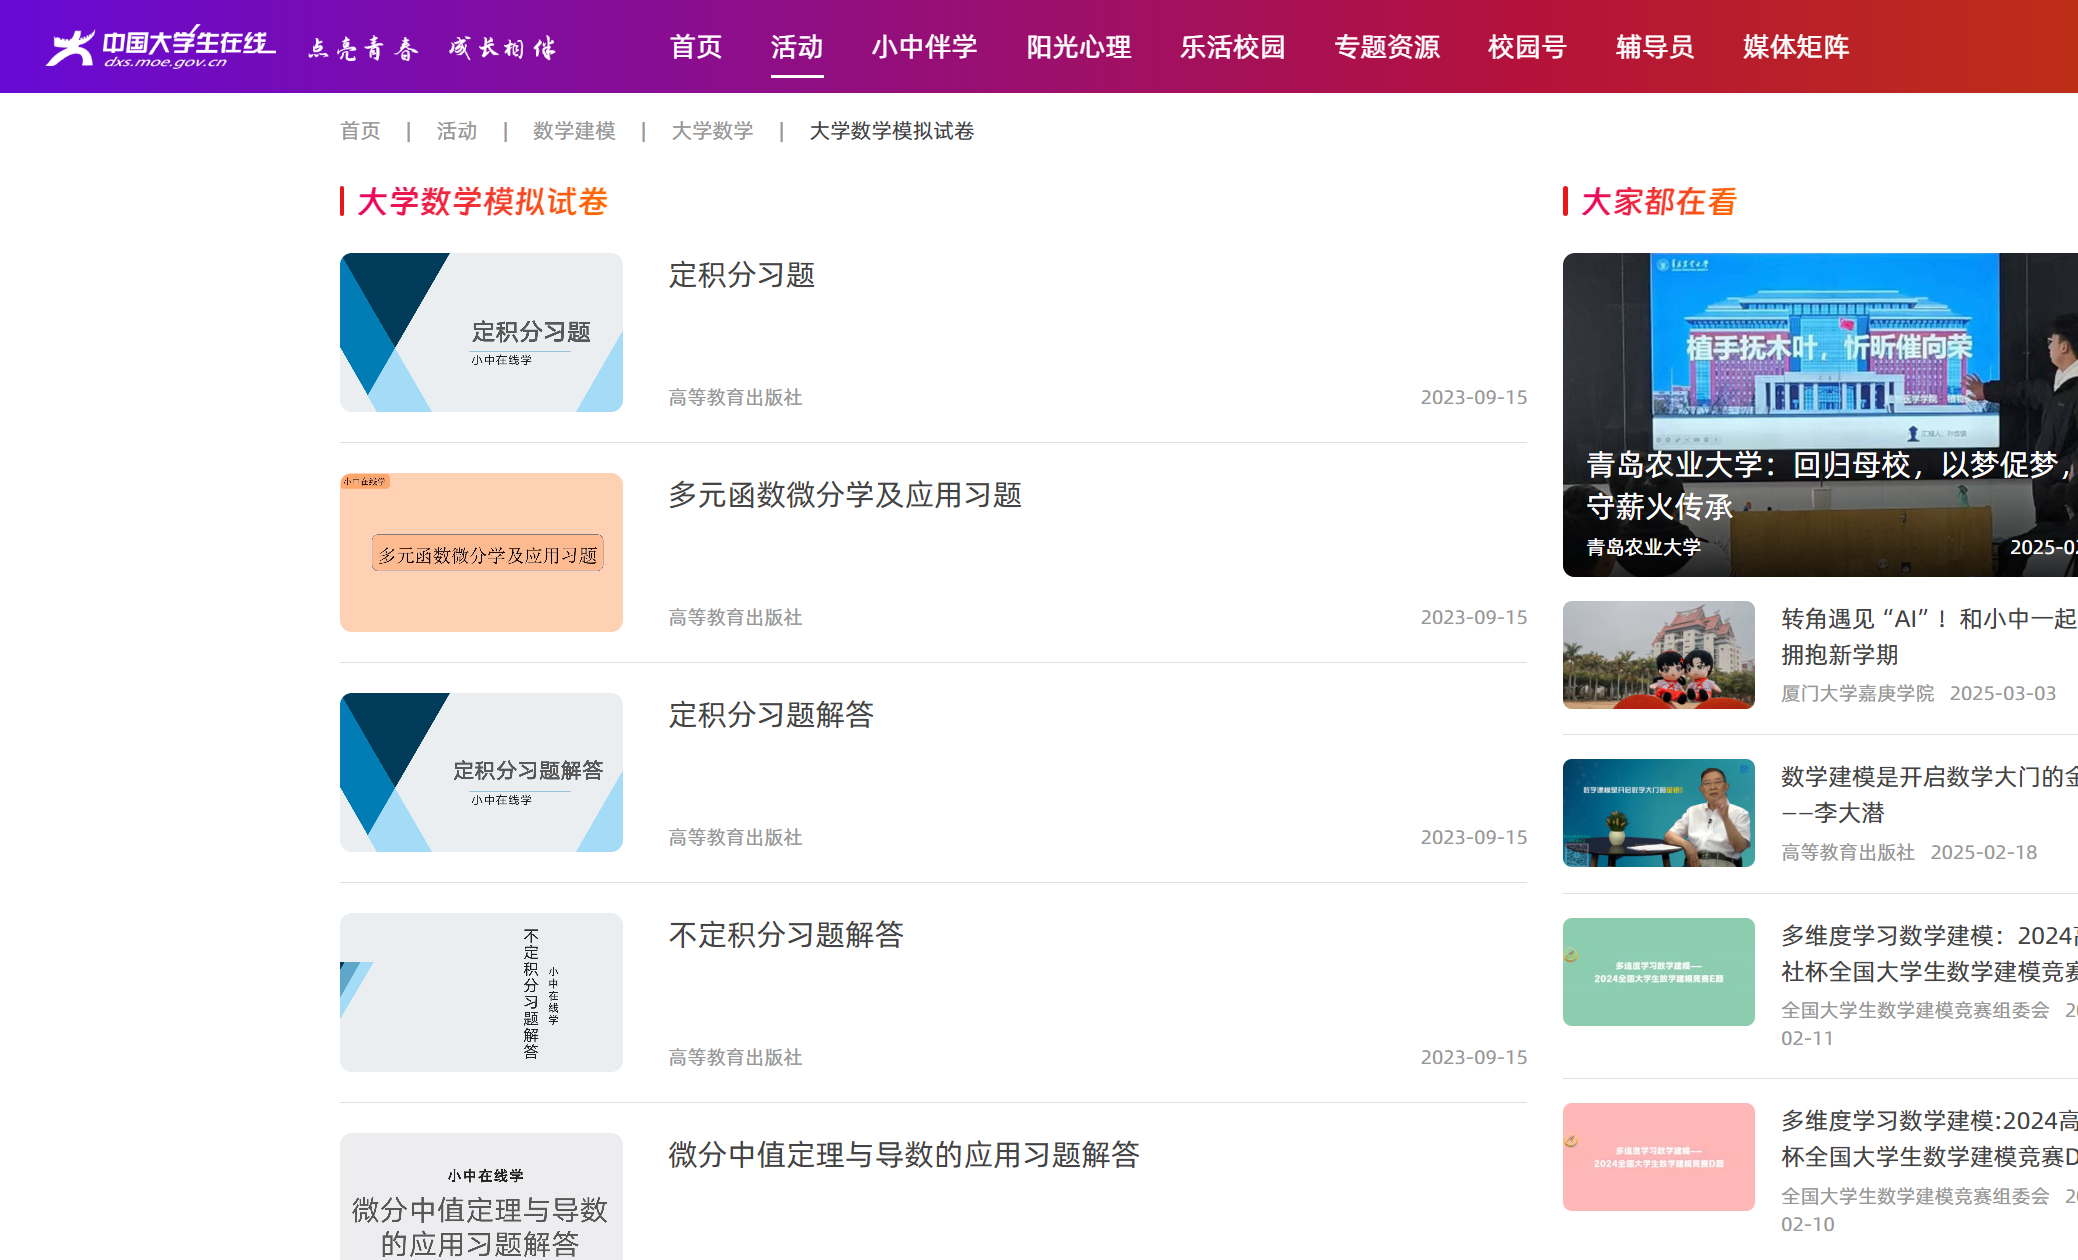 中国大学生在线
dxs.moe.gov.cn
点亮青春 成长相伴
首页 活动 小中伴学 阳光心理 乐活校园 专题资源 校园号 辅导员 媒体矩阵
首页 | 活动 | 数学建模 | 大学数学 | 大学数学模拟试卷
大学数学模拟试卷
定积分习题
小中在线学
定积分习题
高等教育出版社 2023-09-15
小中在线学
多元函数微分学及应用习题
多元函数微分学及应用习题
高等教育出版社 2023-09-15
定积分习题解答
小中在线学
定积分习题解答
高等教育出版社 2023-09-15
不定积分习题解答
小中在线学
不定积分习题解答
高等教育出版社 2023-09-15
小中在线学
微分中值定理与导数
的应用习题解答
微分中值定理与导数的应用习题解答
大家都在看
植手抚木叶，忻昕催向荣
青岛农业大学：回归母校，以梦促梦，
守薪火传承
青岛农业大学 2025-02
转角遇见“AI”！和小中一起
拥抱新学期
厦门大学嘉庚学院 2025-03-03
数学建模是开启数学大门的金钥匙
数学建模是开启数学大门的金
——李大潜
高等教育出版社 2025-02-18
多维度学习数学建模——
2024全国大学生数学建模竞赛E题
多维度学习数学建模：2024高
社杯全国大学生数学建模竞赛
全国大学生数学建模竞赛组委会 20
02-11
多维度学习数学建模——
2024全国大学生数学建模竞赛D题
多维度学习数学建模:2024高
杯全国大学生数学建模竞赛D
全国大学生数学建模竞赛组委会 20
02-10